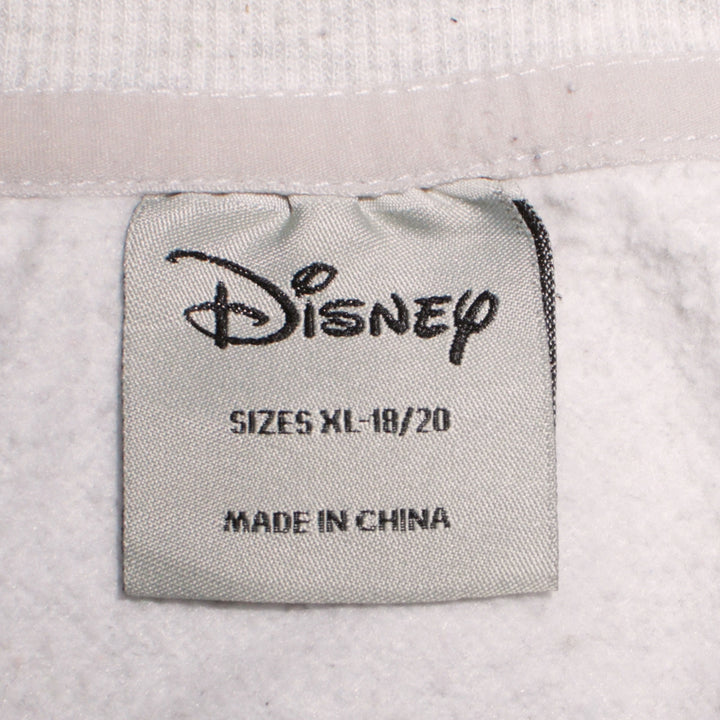 Disney
SIZES XL-18/20
MADE IN CHINA